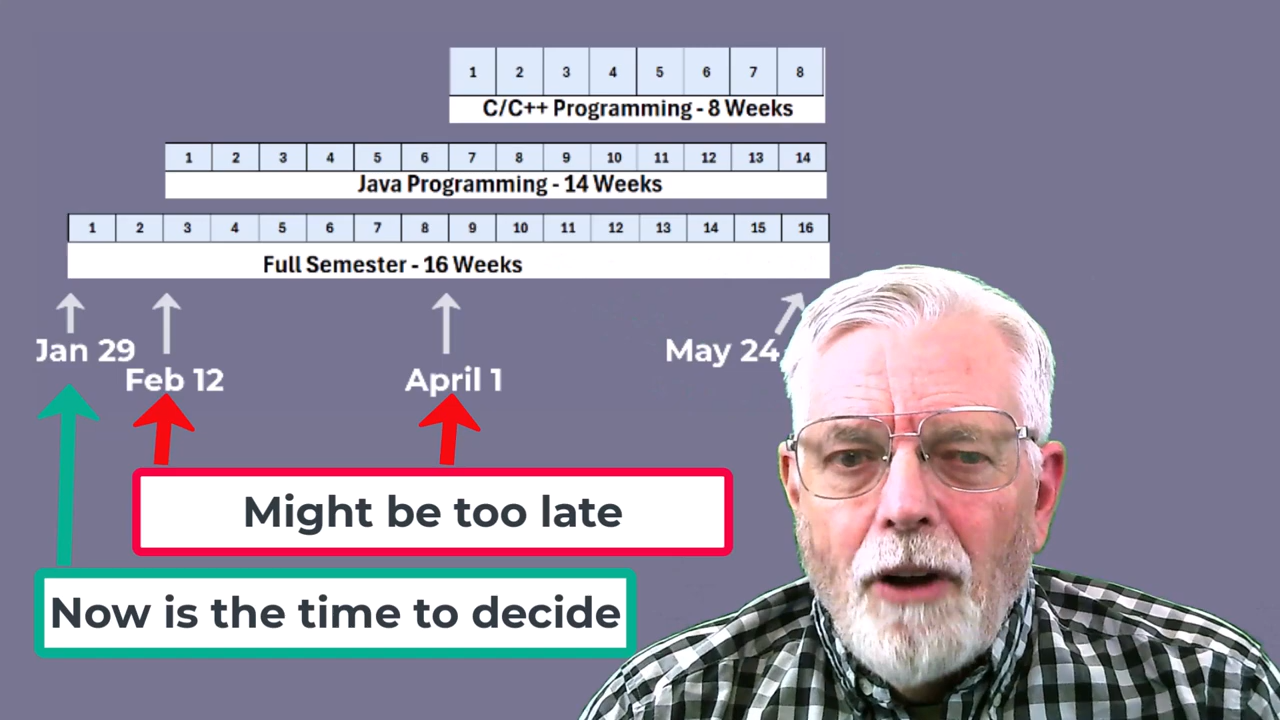 1 2 3 4 5 6 7 8
C/C++ Programming - 8 Weeks
1 2 3 4 5 6 7 8 9 10 11 12 13 14
Java Programming - 14 Weeks
1 2 3 4 5 6 7 8 9 10 11 12 13 14 15 16
Full Semester - 16 Weeks
Jan 29
May 24
Feb 12
April 1
Might be too late
Now is the time to decide